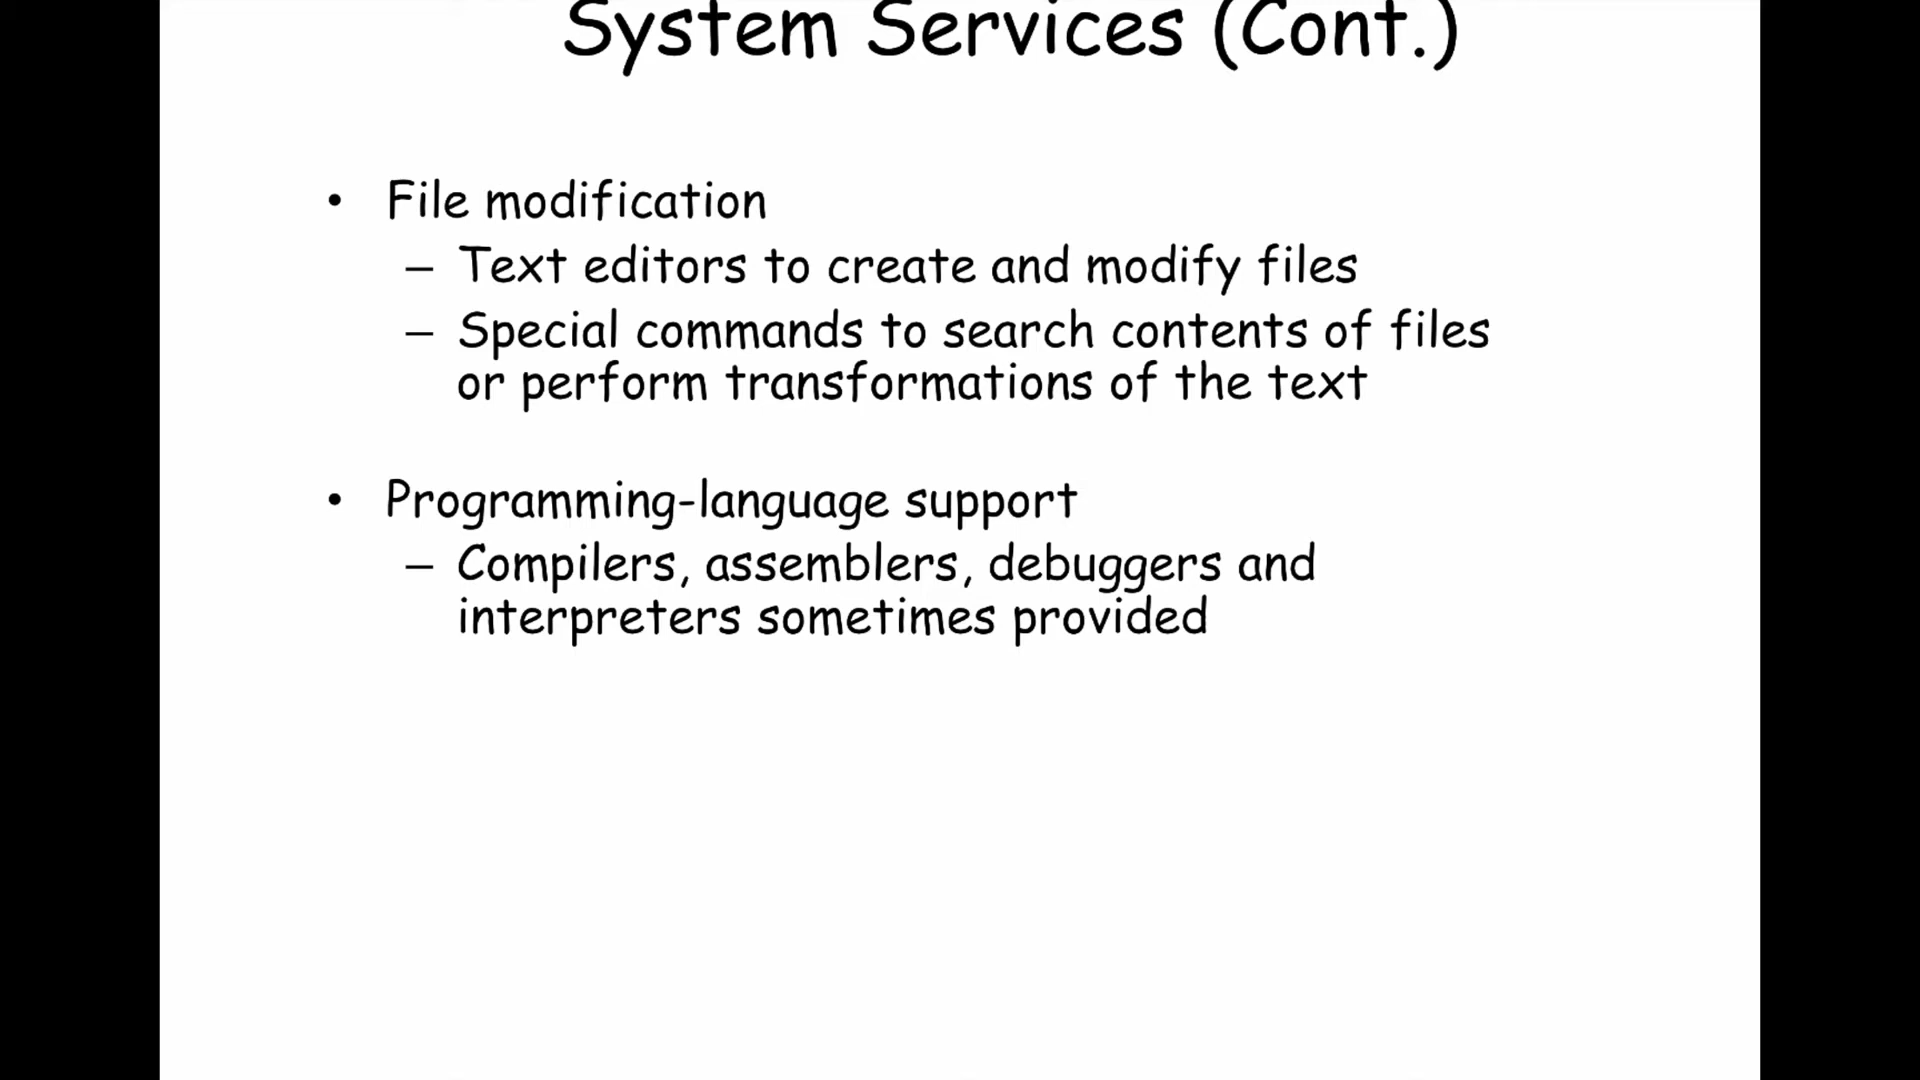 System Services (Cont.)
• File modification
– Text editors to create and modify files
– Special commands to search contents of files
or perform transformations of the text
• Programming-language support
– Compilers, assemblers, debuggers and
interpreters sometimes provided